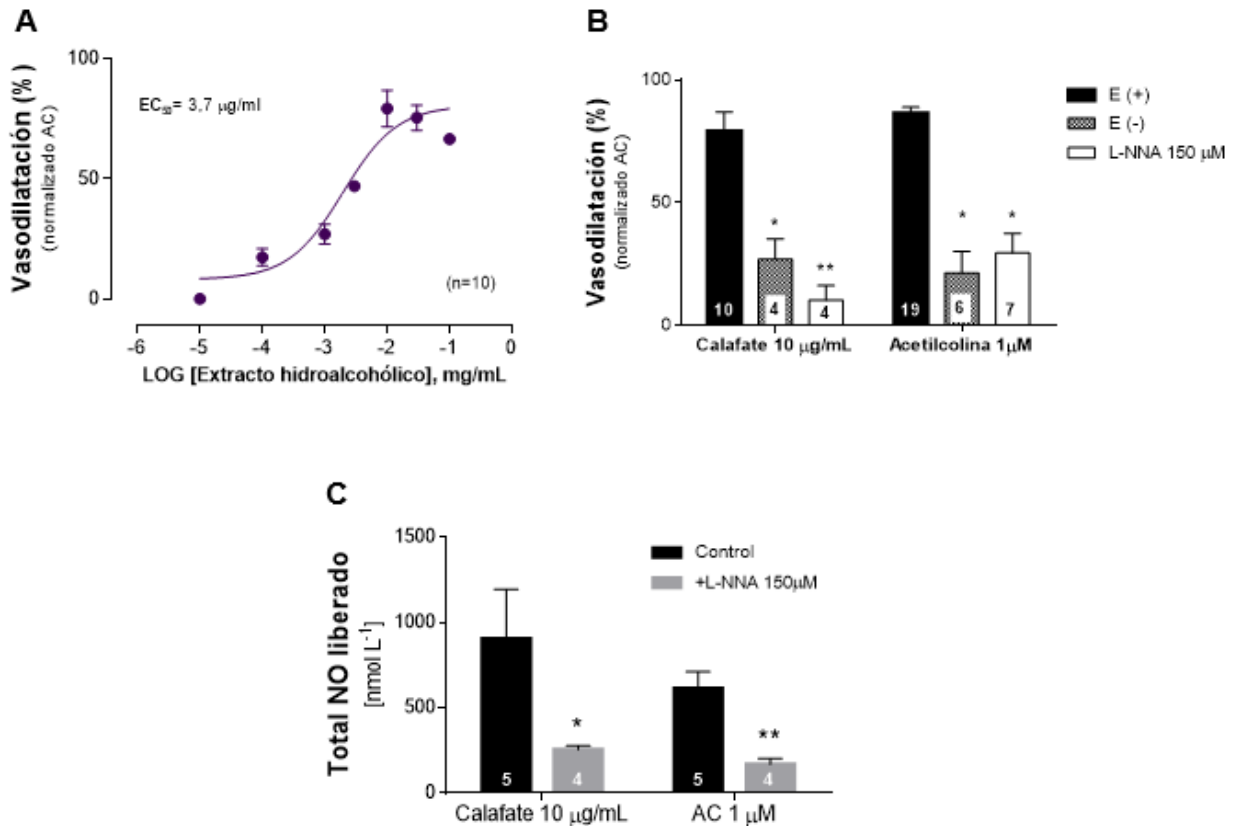 A
Vasodilatación (%)
(normalizado AC)
100
50
0
EC₅₀= 3,7 µg/ml
(n=10)
-6 -5 -4 -3 -2 -1 0
LOG [Extracto hidroalcohólico], mg/mL
B
Vasodilatación (%)
(normalizado AC)
100
50
0
10 4 4 19 6 7
* ** * *
Calafate 10 µg/mL Acetilcolina 1µM
E (+)
E (-)
L-NNA 150 µM
C
Total NO liberado
[nmol L⁻¹]
1500
1000
500
0
Control
+L-NNA 150µM
* **
5 4 5 4
Calafate 10 µg/mL AC 1 µM